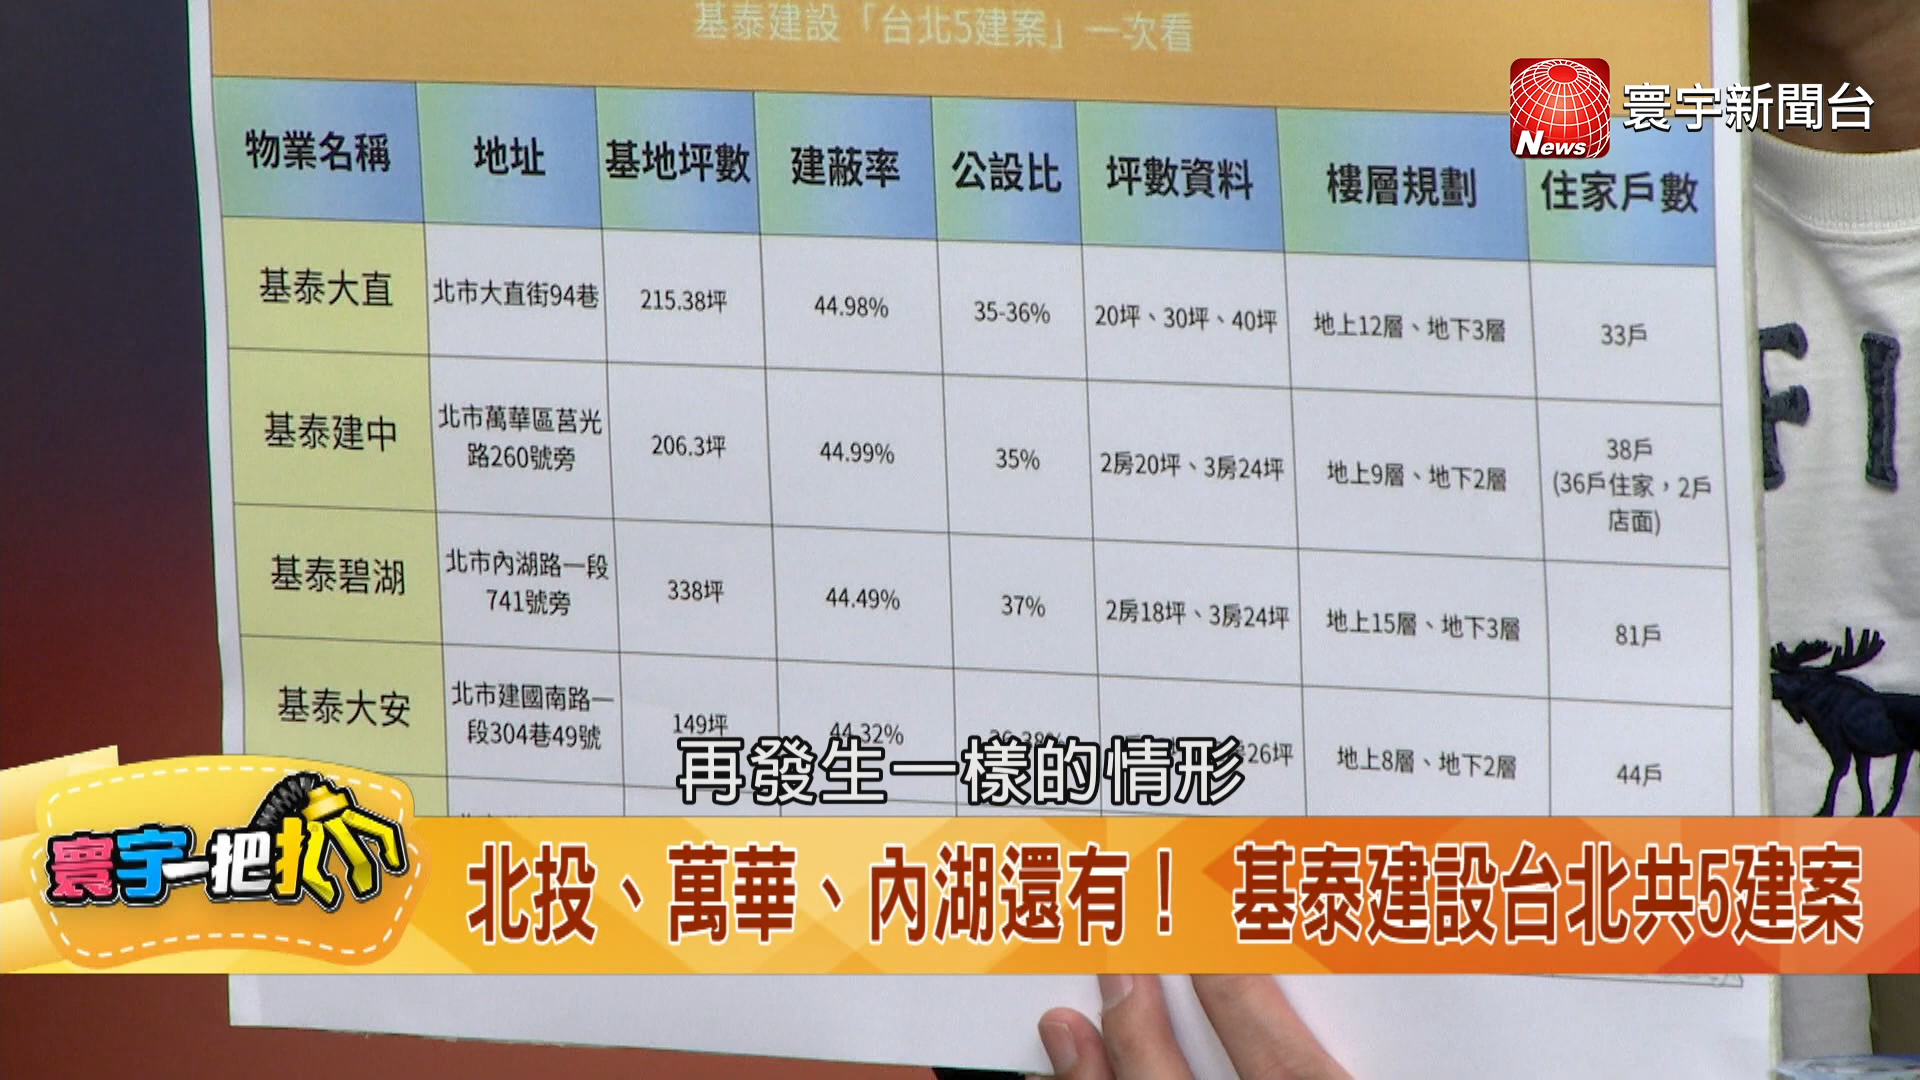 基泰建設「台北5建案」一次看
寰宇新聞台
News
物業名稱 地址 基地坪數 建蔽率 公設比 坪數資料 樓層規劃 住家戶數
基泰大直 北市大直街94巷 215.38坪 44.98% 35-36% 20坪、30坪、40坪 地上12層、地下3層 33戶
基泰建中 北市萬華區莒光 206.3坪 44.99% 35% 2房20坪、3房24坪 地上9層、地下2層 38戶
路260號旁 (36戶住家，2戶
店面)
基泰碧湖 北市內湖路一段 338坪 44.49% 37% 2房18坪、3房24坪 地上15層、地下3層 81戶
741號旁
基泰大安 北市建國南路一 149坪 44.32% 26坪 地上8層、地下2層 44戶
段304巷49號
再發生一樣的情形
寰宇一把抓
北投、萬華、內湖還有！ 基泰建設台北共5建案